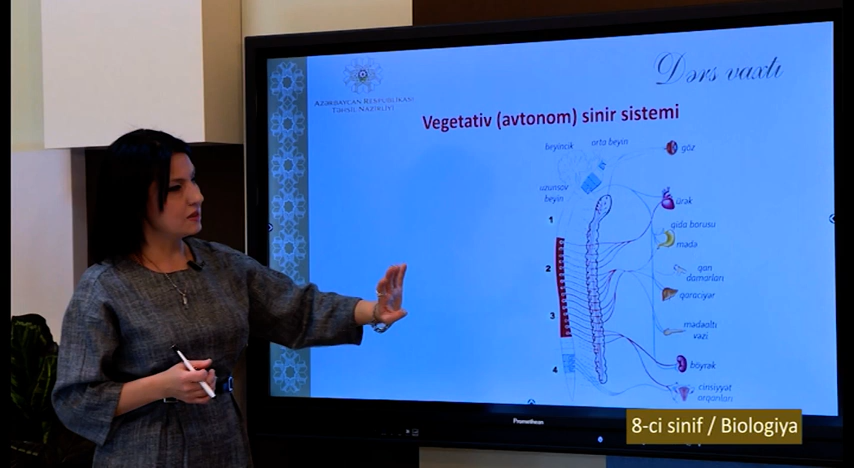 Dərs vaxtı
AZƏRBAYCAN RESPUBLİKASI
TƏHSİL NAZİRLİYİ
Vegetativ (avtonom) sinir sistemi
beyincik
orta beyin
göz
uzunsov
beyin
ürək
1
qida borusu
mədə
2
qan
damarları
qaraciyər
3
mədəaltı
vəzi
4
böyrək
cinsiyyət
orqanları
Promethean
8-ci sinif / Biologiya